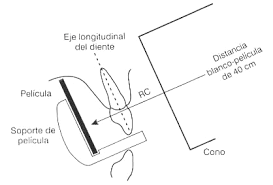 Eje longitudinal
del diente
Distancia
blanco-película
de 40 cm
Película
RC
Soporte de
película
Cono